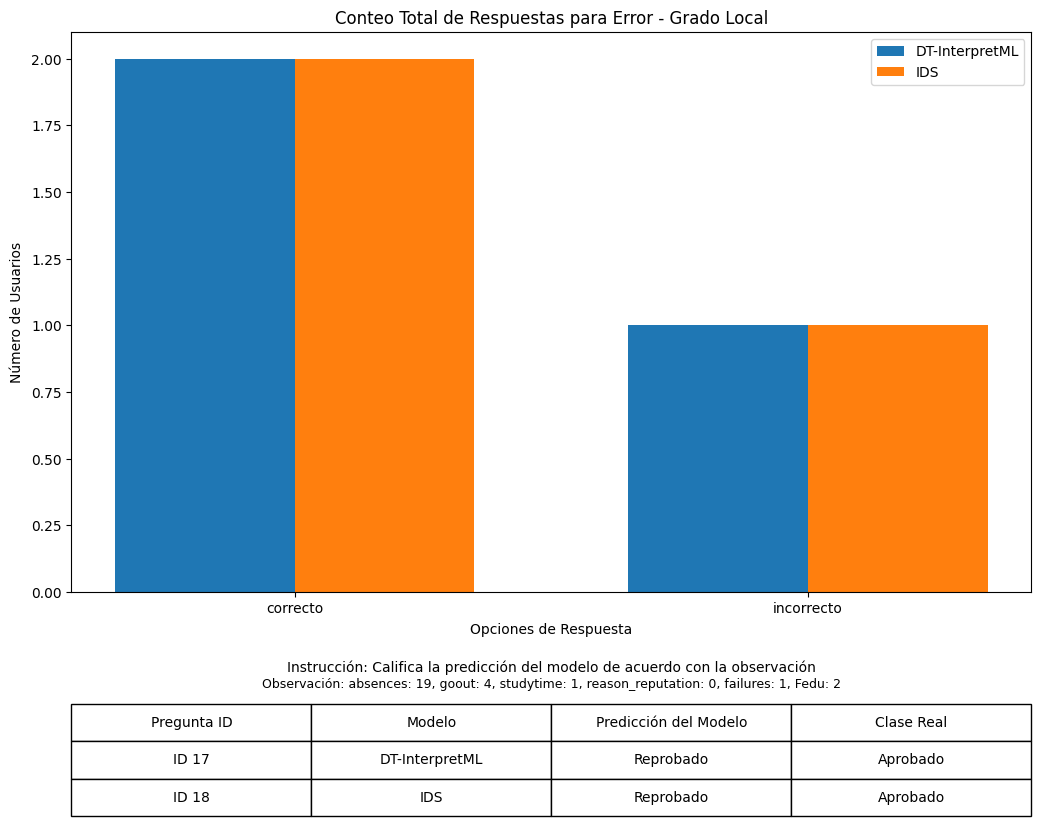 Conteo Total de Respuestas para Error - Grado Local
DT-InterpretML
IDS
Número de Usuarios
2.00
1.75
1.50
1.25
1.00
0.75
0.50
0.25
0.00
correcto
incorrecto
Opciones de Respuesta
Instrucción: Califica la predicción del modelo de acuerdo con la observación
Observación: absences: 19, goout: 4, studytime: 1, reason_reputation: 0, failures: 1, Fedu: 2
Pregunta ID Modelo Predicción del Modelo Clase Real
ID 17 DT-InterpretML Reprobado Aprobado
ID 18 IDS Reprobado Aprobado